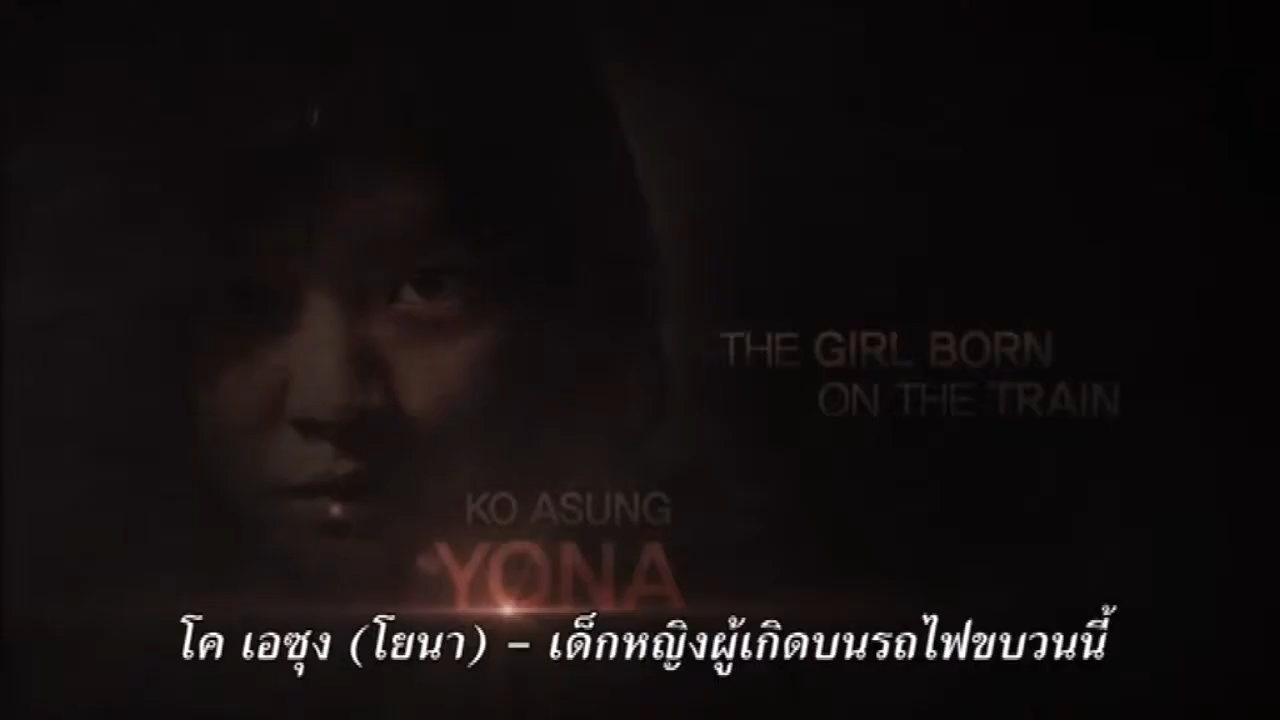 THE GIRL BORN
ON THE TRAIN
KO ASUNG
YONA
โค เอซุง (โยนา) – เด็กหญิงผู้เกิดบนรถไฟขบวนนี้